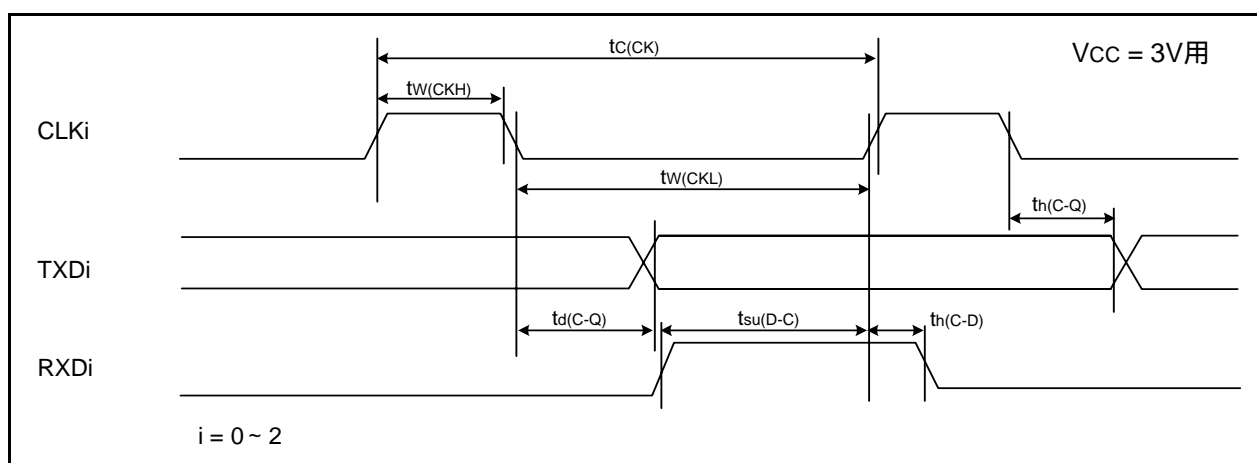 tC(CK)
VCC = 3V用
tW(CKH)
CLKi
tW(CKL)
th(C-Q)
TXDi
td(C-Q)
tsu(D-C)
th(C-D)
RXDi
i = 0 ~ 2